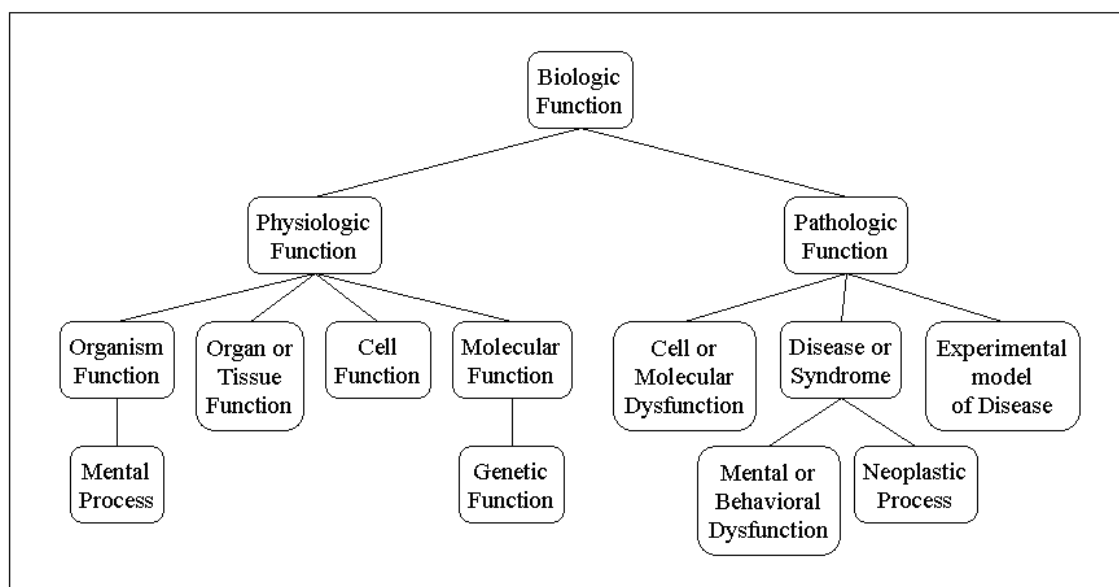 Biologic
Function
Physiologic
Function
Pathologic
Function
Organism
Function
Organ or
Tissue
Function
Cell
Function
Molecular
Function
Cell or
Molecular
Dysfunction
Disease or
Syndrome
Experimental
model
of Disease
Mental
Process
Genetic
Function
Mental or
Behavioral
Dysfunction
Neoplastic
Process